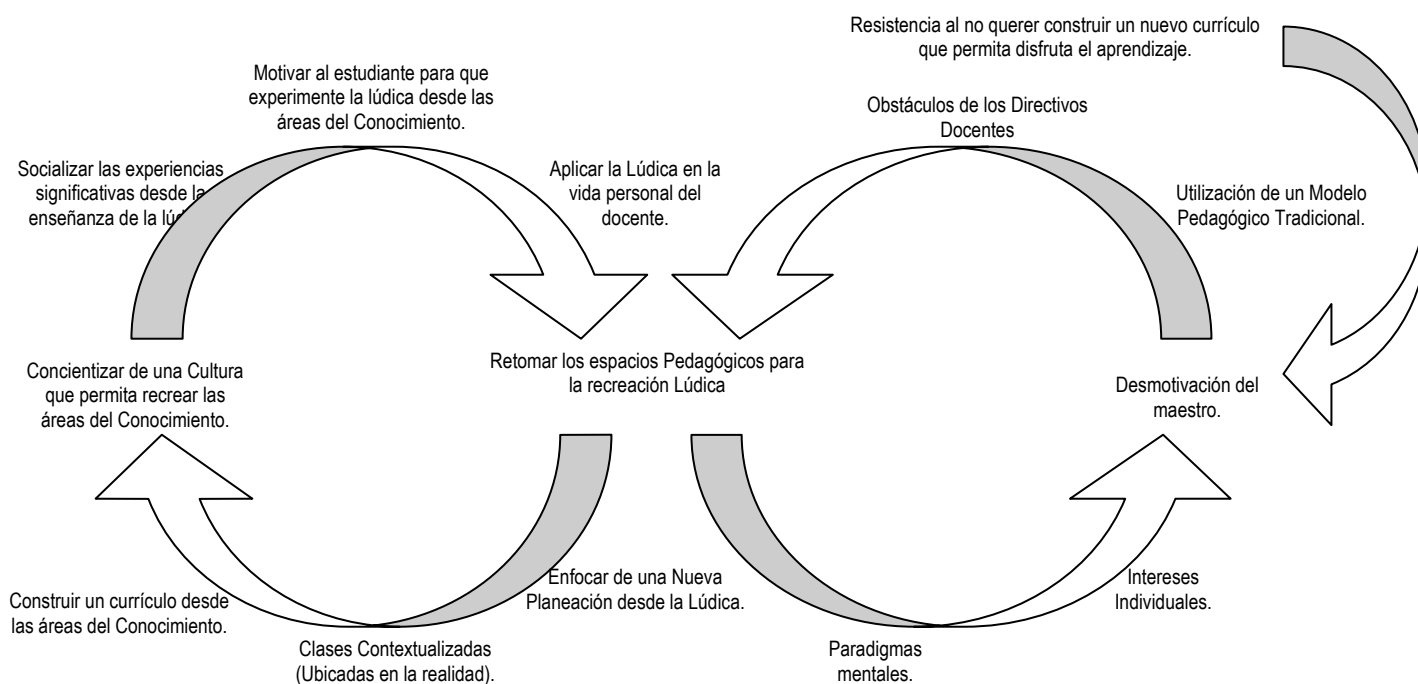 Resistencia al no querer construir un nuevo currículo
que permita disfruta el aprendizaje.
Motivar al estudiante para que
experimente la lúdica desde las
áreas del Conocimiento.
Obstáculos de los Directivos
Docentes
Socializar las experiencias
significativas desde la
enseñanza de la
Aplicar la Lúdica en la
vida personal del
docente.
Utilización de un Modelo
Pedagógico Tradicional.
Concientizar de una Cultura
que permita recrear las
áreas del Conocimiento.
Retomar los espacios Pedagógicos para
la recreación Lúdica
Desmotivación del
maestro.
Construir un currículo desde
las áreas del Conocimiento.
Enfocar de una Nueva
Planeación desde la Lúdica.
Intereses
Individuales.
Clases Contextualizadas
(Ubicadas en la realidad).
Paradigmas
mentales.